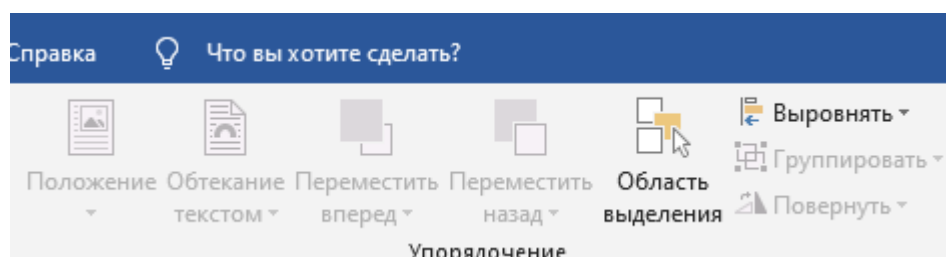 Справка Что вы хотите сделать?
Положение
Обтекание текстом
Переместить вперед
Переместить назад
Область выделения
Выровнять
Группировать
Повернуть
Упорядочение